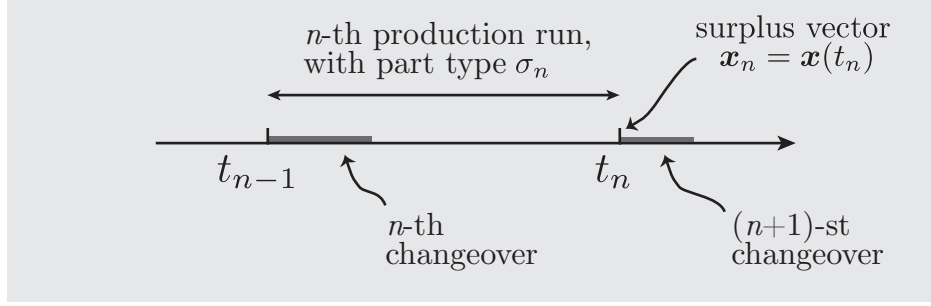 n-th production run,
with part type σₙ
surplus vector
𝒙ₙ = 𝒙(tₙ)
tₙ₋₁
tₙ
n-th
changeover
(n+1)-st
changeover